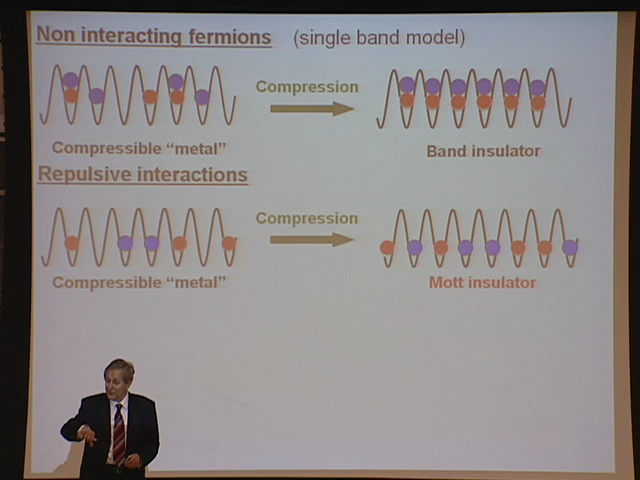 Non interacting fermions (single band model)
Compression
Compressible “metal”
Band insulator
Repulsive interactions
Compression
Compressible “metal”
Mott insulator